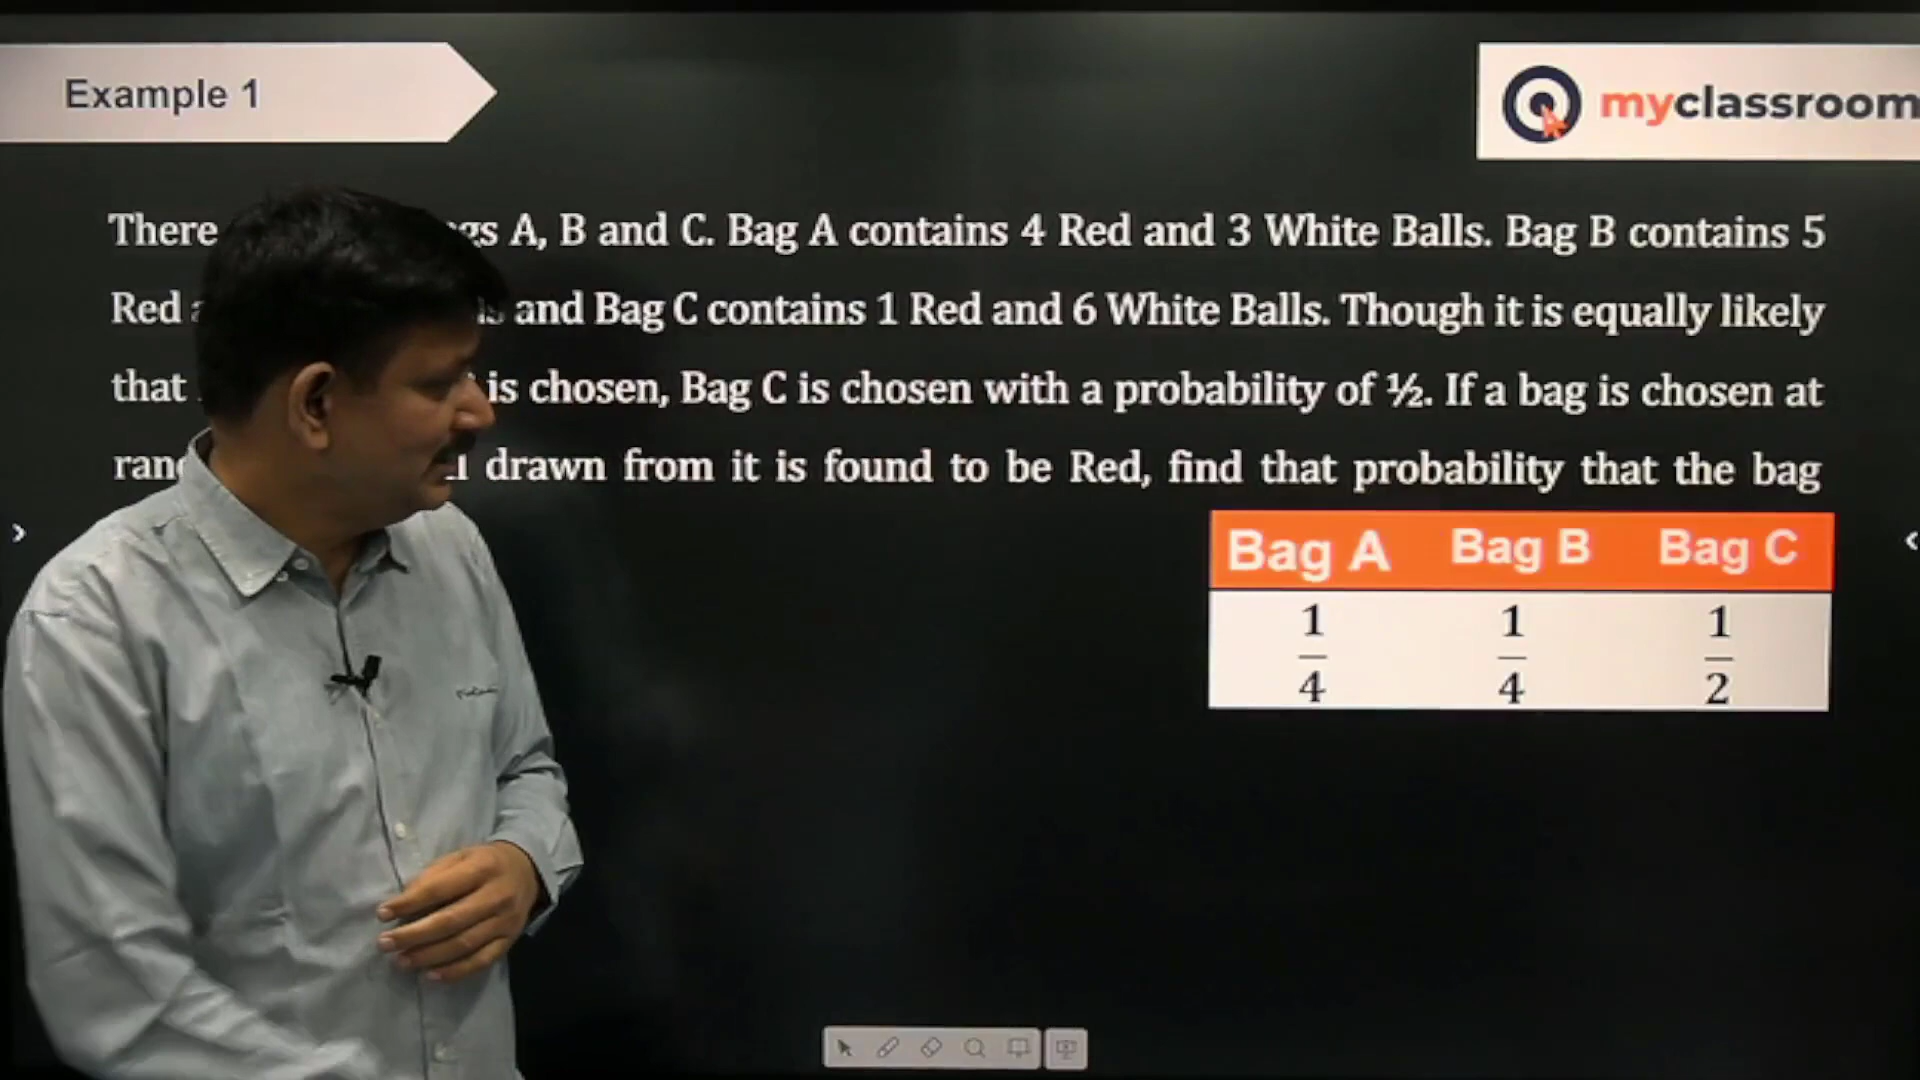 Example 1
myclassroom
There gs A, B and C. Bag A contains 4 Red and 3 White Balls. Bag B contains 5
Red and Bag C contains 1 Red and 6 White Balls. Though it is equally likely
that is chosen, Bag C is chosen with a probability of ½. If a bag is chosen at
drawn from it is found to be Red, find that probability that the bag
Bag A Bag B Bag C
1/4 1/4 1/2